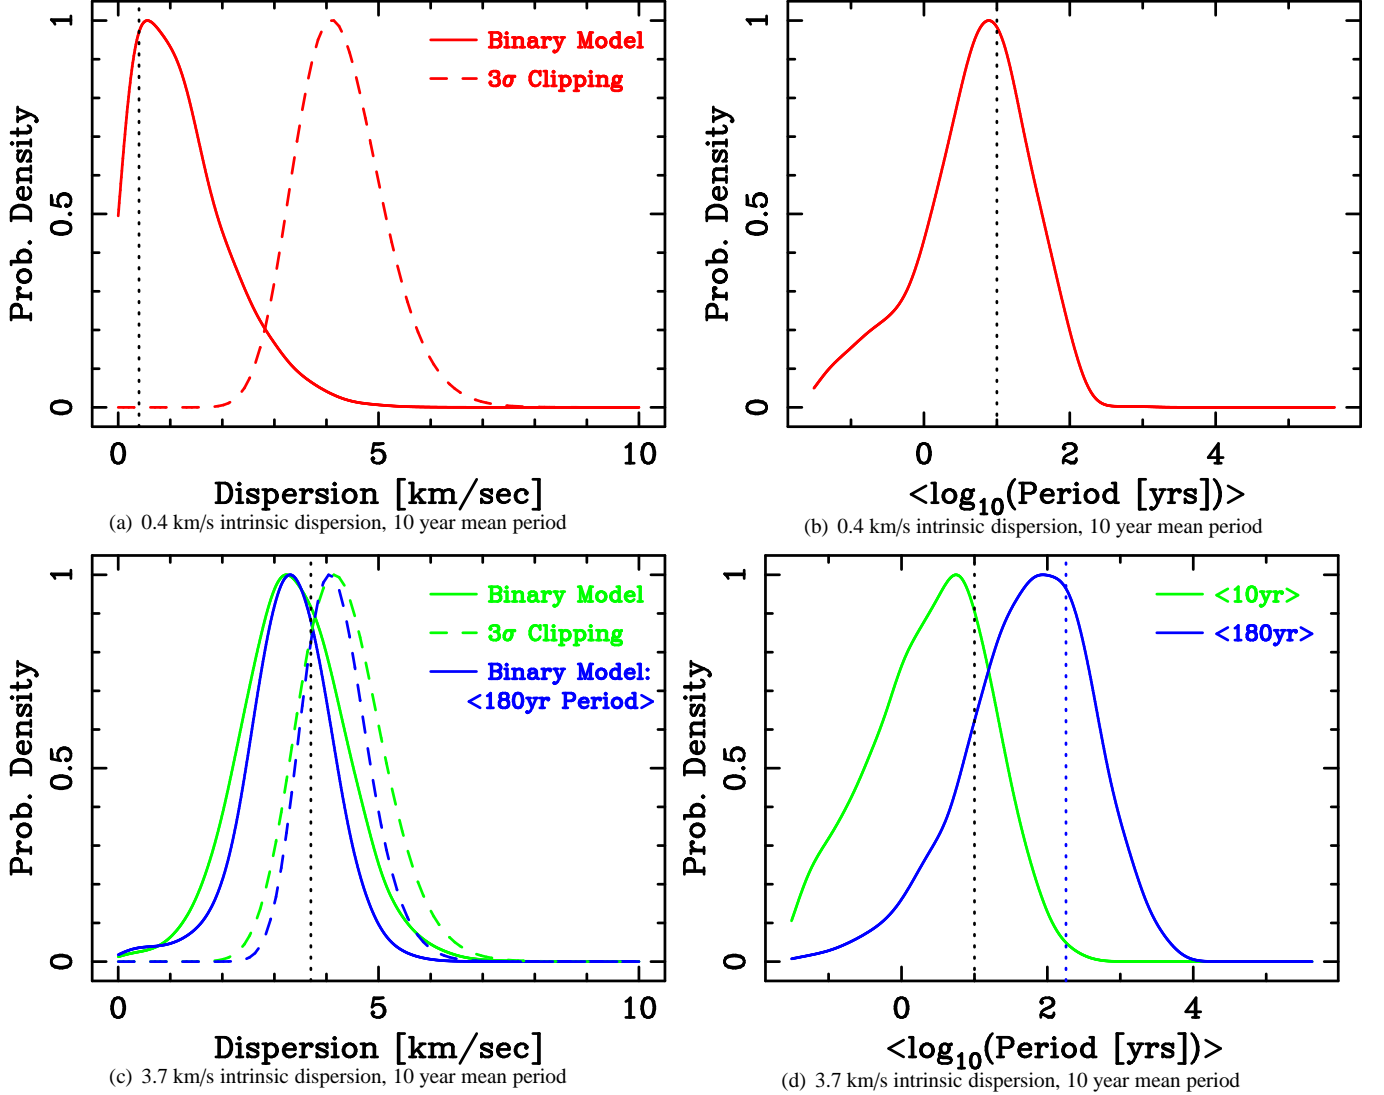 Prob. Density
0
0.5
1
Binary Model
3σ Clipping
0
5
10
Dispersion [km/sec]
(a) 0.4 km/s intrinsic dispersion, 10 year mean period
Prob. Density
0
0.5
1
0
2
4
<log10(Period [yrs])>
(b) 0.4 km/s intrinsic dispersion, 10 year mean period
Prob. Density
0
0.5
1
Binary Model
3σ Clipping
Binary Model:
<180yr Period>
0
5
10
Dispersion [km/sec]
(c) 3.7 km/s intrinsic dispersion, 10 year mean period
Prob. Density
0
0.5
1
<10yr>
<180yr>
0
2
4
<log10(Period [yrs])>
(d) 3.7 km/s intrinsic dispersion, 10 year mean period